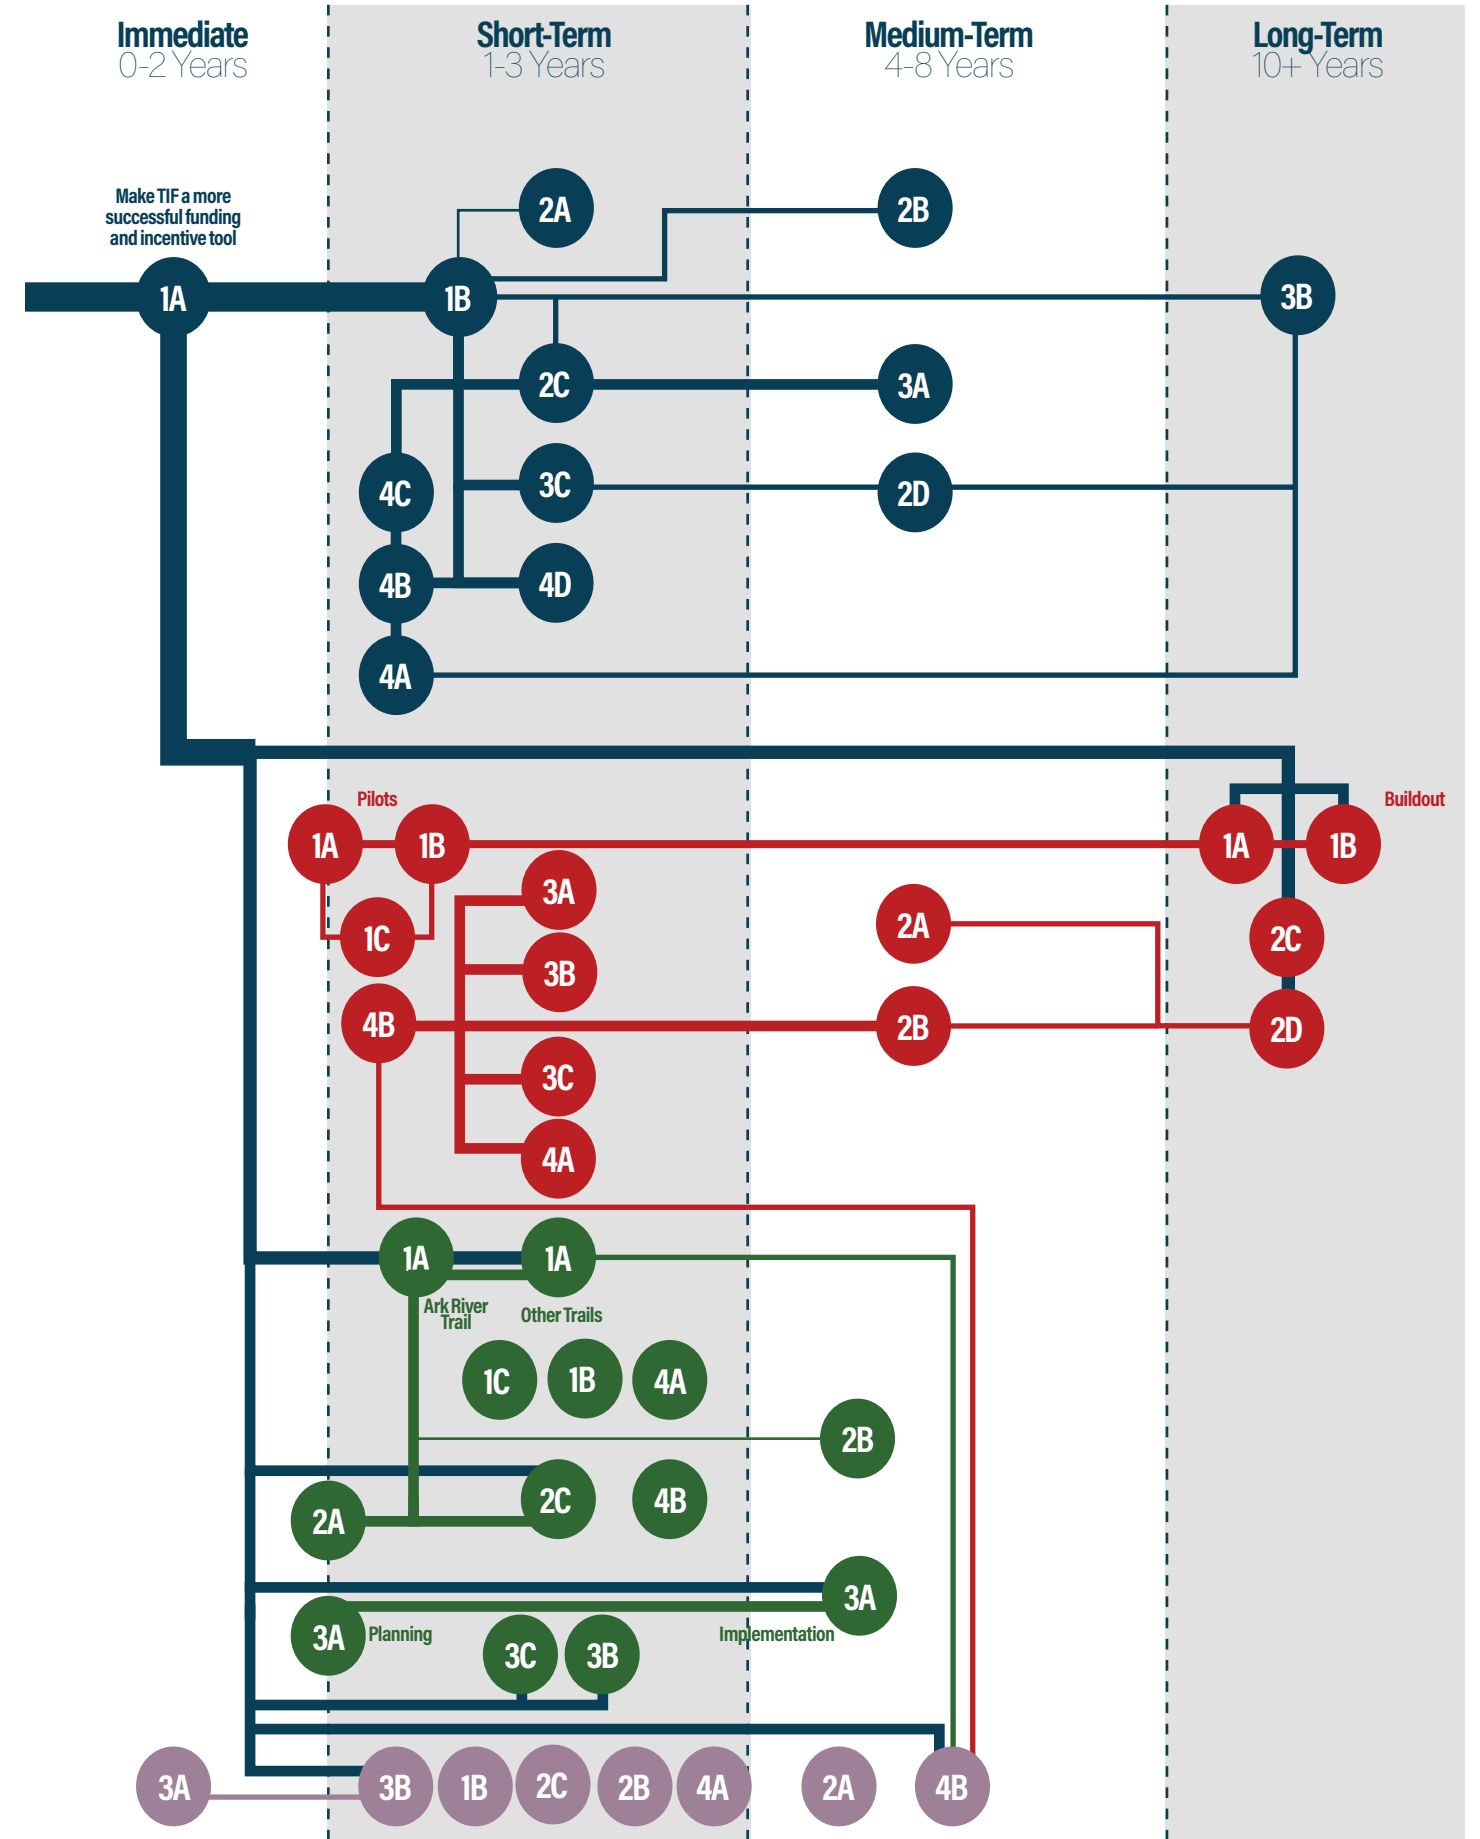 Immediate
0-2 Years
Short-Term
1-3 Years
Medium-Term
4-8 Years
Long-Term
10+ Years
Make TIF a more
successful funding
and incentive tool
2A
2B
1A
1B
3B
2C
3A
4C
3C
2D
4B
4D
4A
Pilots
Buildout
1A
1B
1A
1B
3A
1C
2A
2C
3B
4B
2B
2D
3C
4A
1A
1A
Ark River
Trail
Other Trails
1C
1B
4A
2B
2C
4B
2A
3A
3A
Planning
Implementation
3C
3B
3A
3B
1B
2C
2B
4A
2A
4B